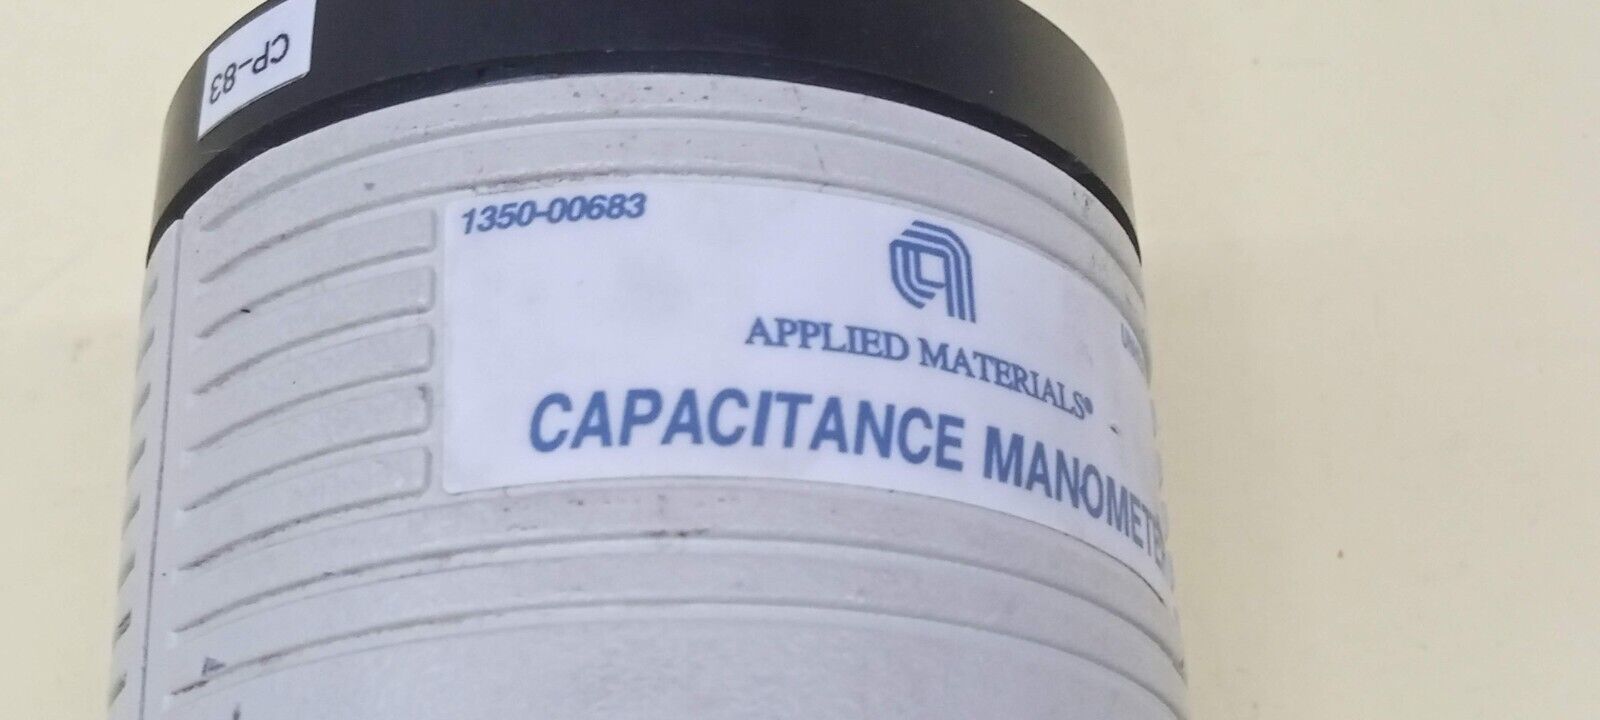 CP-83
1350-00683
APPLIED MATERIALS®
CAPACITANCE MANOMETE